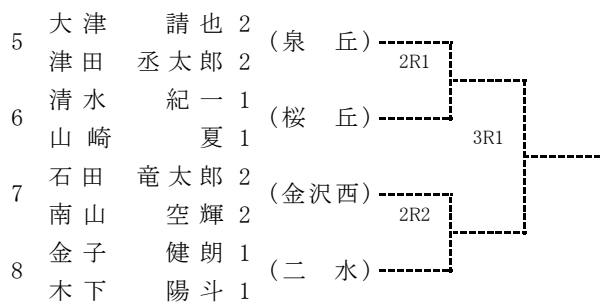 5 大津 請也 2 (泉 丘)
津田 丞太郎 2
2R1
6 清水 紀一 1 (桜 丘)
山崎 夏 1
3R1
7 石田 竜太郎 2 (金沢西)
南山 空輝 2
2R2
8 金子 健朗 1 (二 水)
木下 陽斗 1